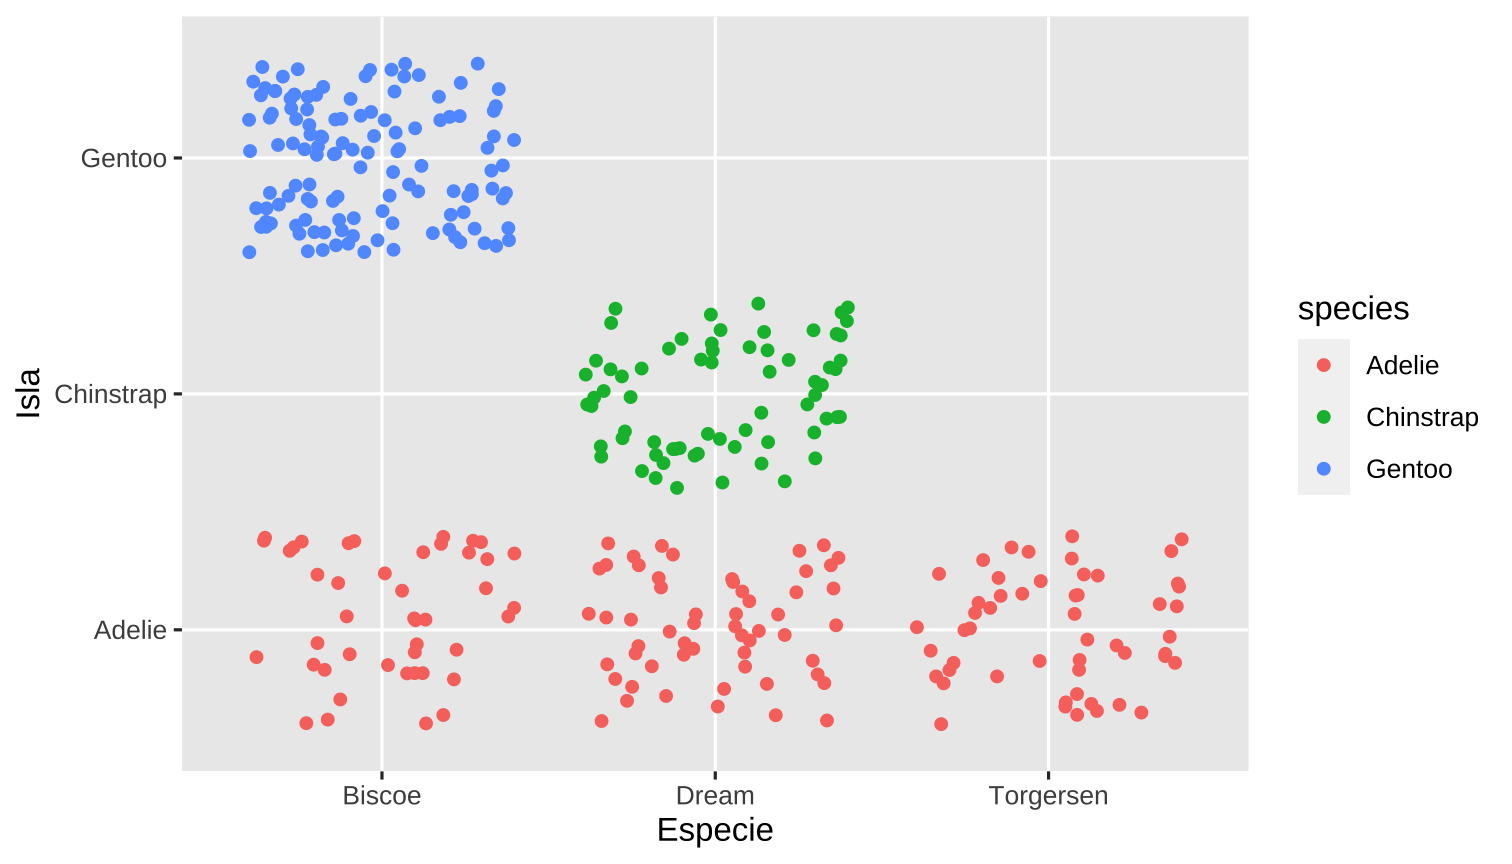 Isla
Gentoo
Chinstrap
Adelie
Biscoe
Dream
Torgersen
Especie
species
Adelie
Chinstrap
Gentoo